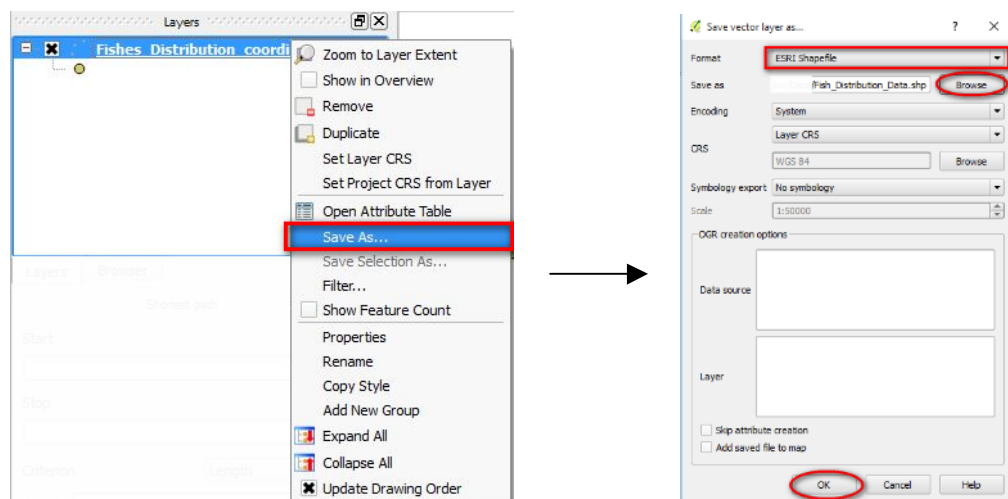 Layers
Fishes_Distribution_coordi
Zoom to Layer Extent
Show in Overview
Remove
Duplicate
Set Layer CRS
Set Project CRS from Layer
Open Attribute Table
Save As...
Save Selection As...
Filter...
Show Feature Count
Properties
Rename
Copy Style
Add New Group
Expand All
Collapse All
Update Drawing Order
Layers
Browser
Shortest path
Start
Stop
Criterion
Length
Save vector layer as...
? X
Format
ESRI Shapefile
Save as
/Fish_Distribution_Data.shp
Browse
Encoding
System
Layer CRS
CRS
WGS 84
Browse
Symbology export
No symbology
Scale
1:50000
OGR creation options
Data source
Layer
Skip attribute creation
Add saved file to map
OK
Cancel
Help